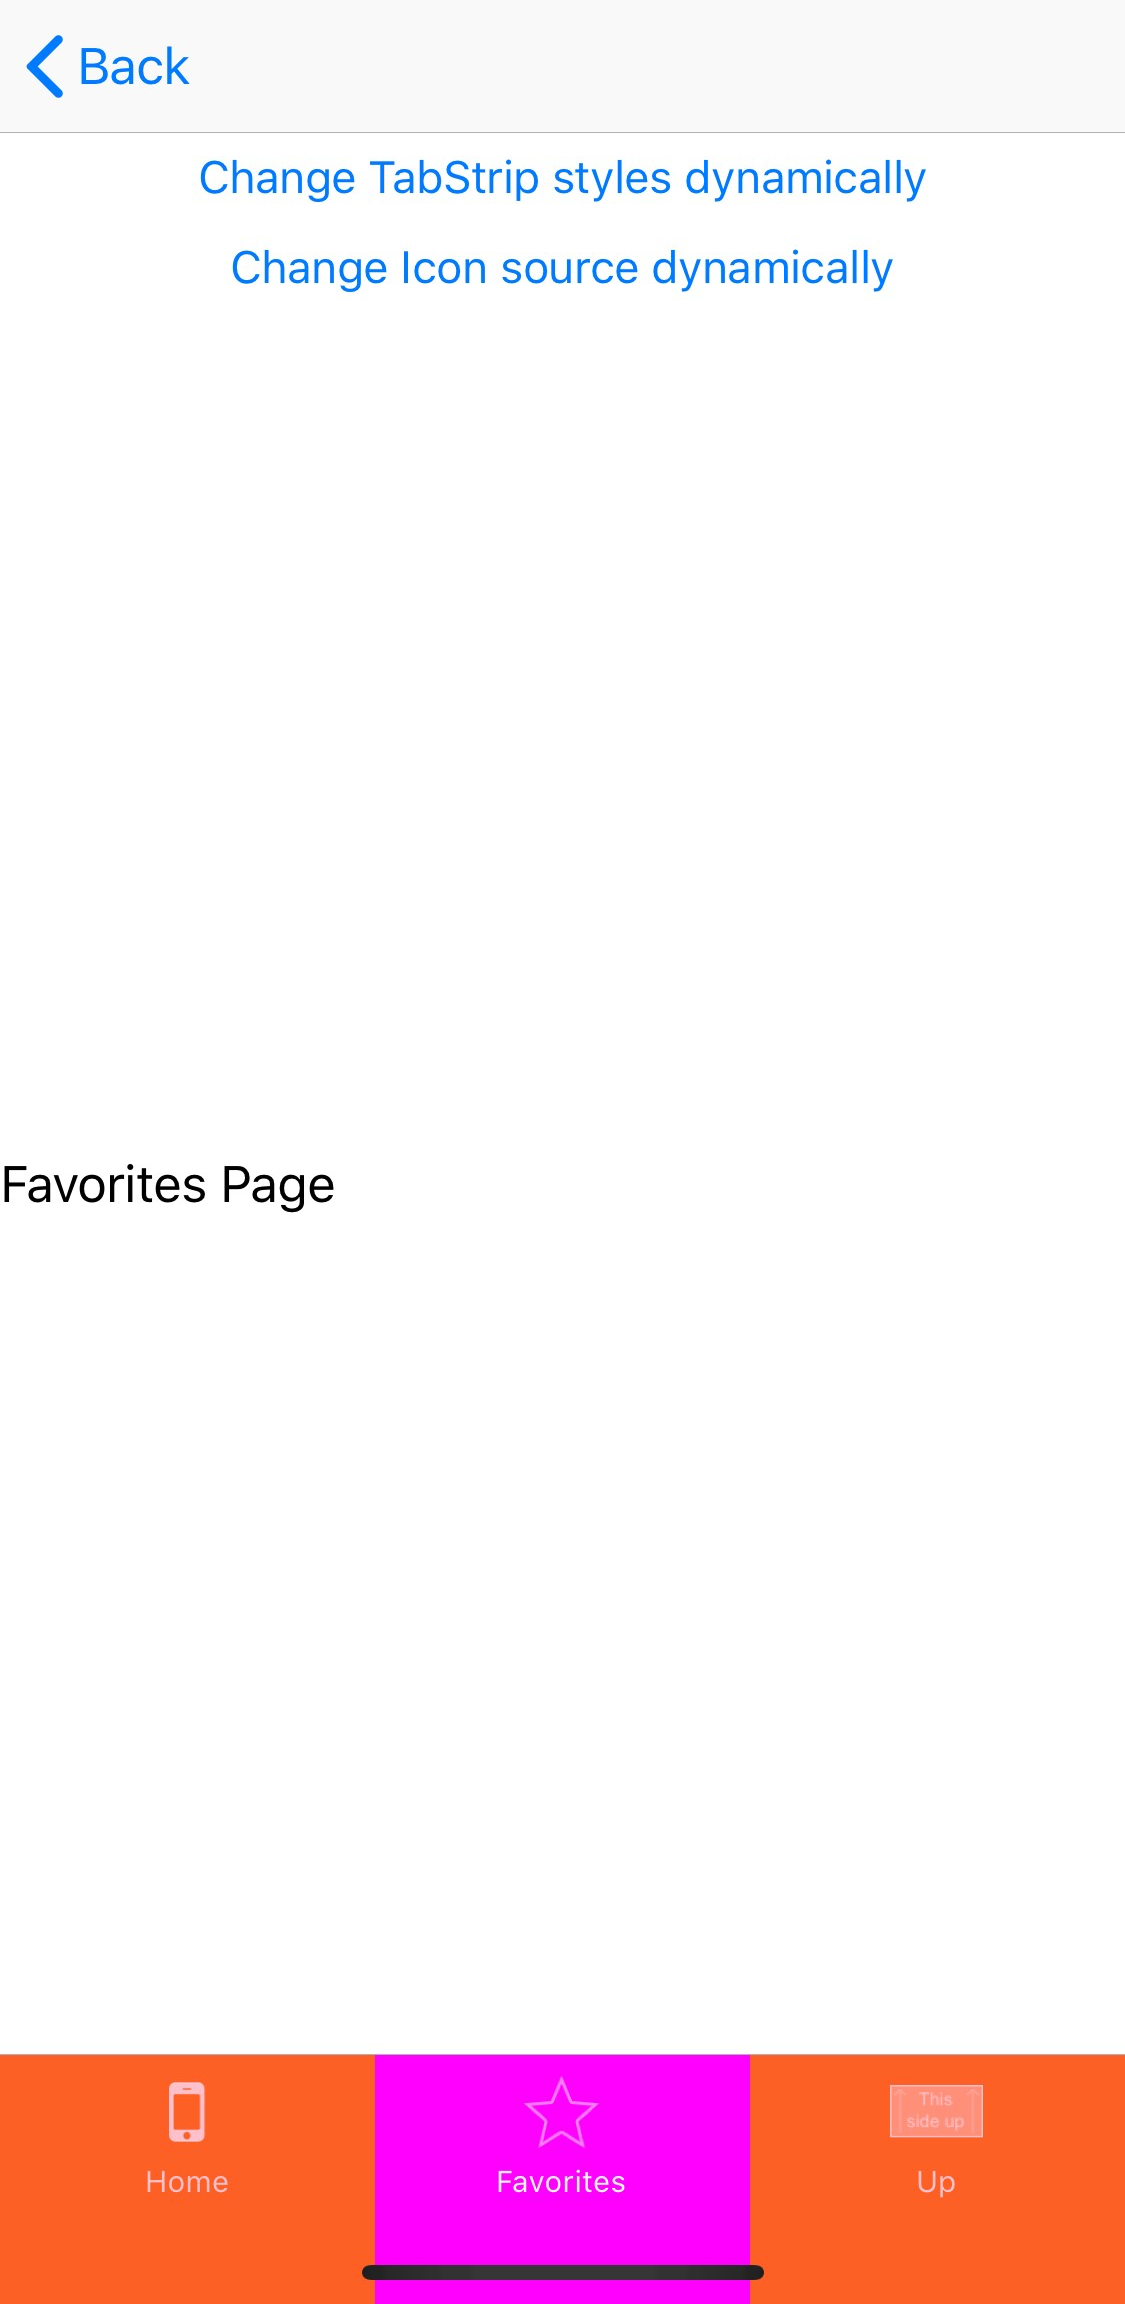 Back
Change TabStrip styles dynamically
Change Icon source dynamically
Favorites Page
This
side up
Home
Favorites
Up